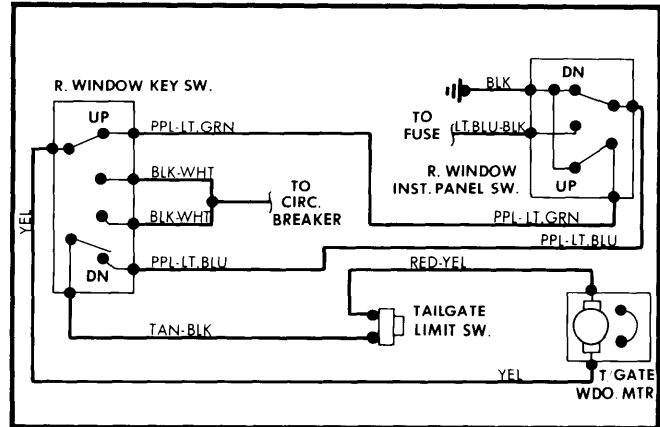 R. WINDOW KEY SW.
UP
PPL-LT.GRN
BLK-WHT
BLK-WHT
TO
CIRC.
BREAKER
DN
PPL-LT.BLU
YEL
TAN-BLK
BLK
DN
TO
FUSE
LT.BLU-BLK
R. WINDOW
INST. PANEL SW.
UP
PPL-LT.GRN
PPL-LT.BLU
RED-YEL
TAILGATE
LIMIT SW.
YEL
T/GATE
WDO. MTR.